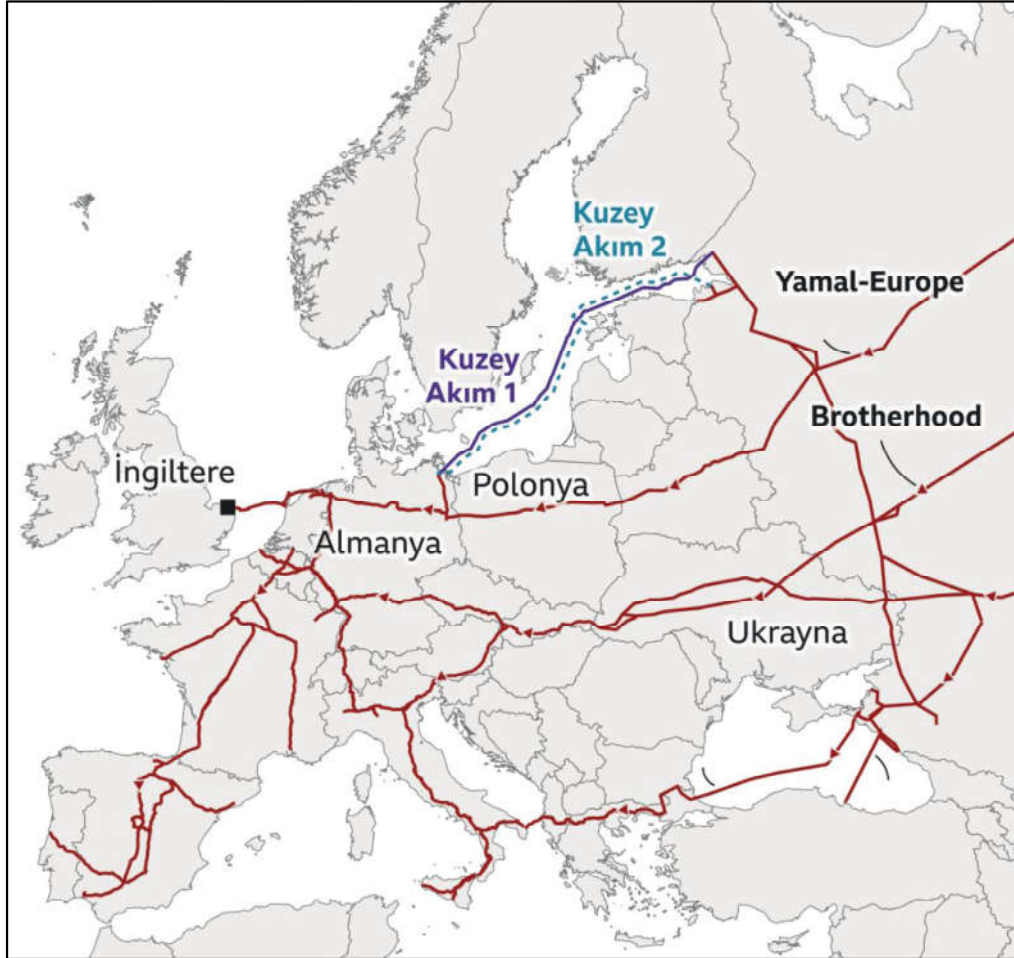 Kuzey
Akım 2
Yamal-Europe
Kuzey
Akım 1
Brotherhood
İngiltere
Polonya
Almanya
Ukrayna